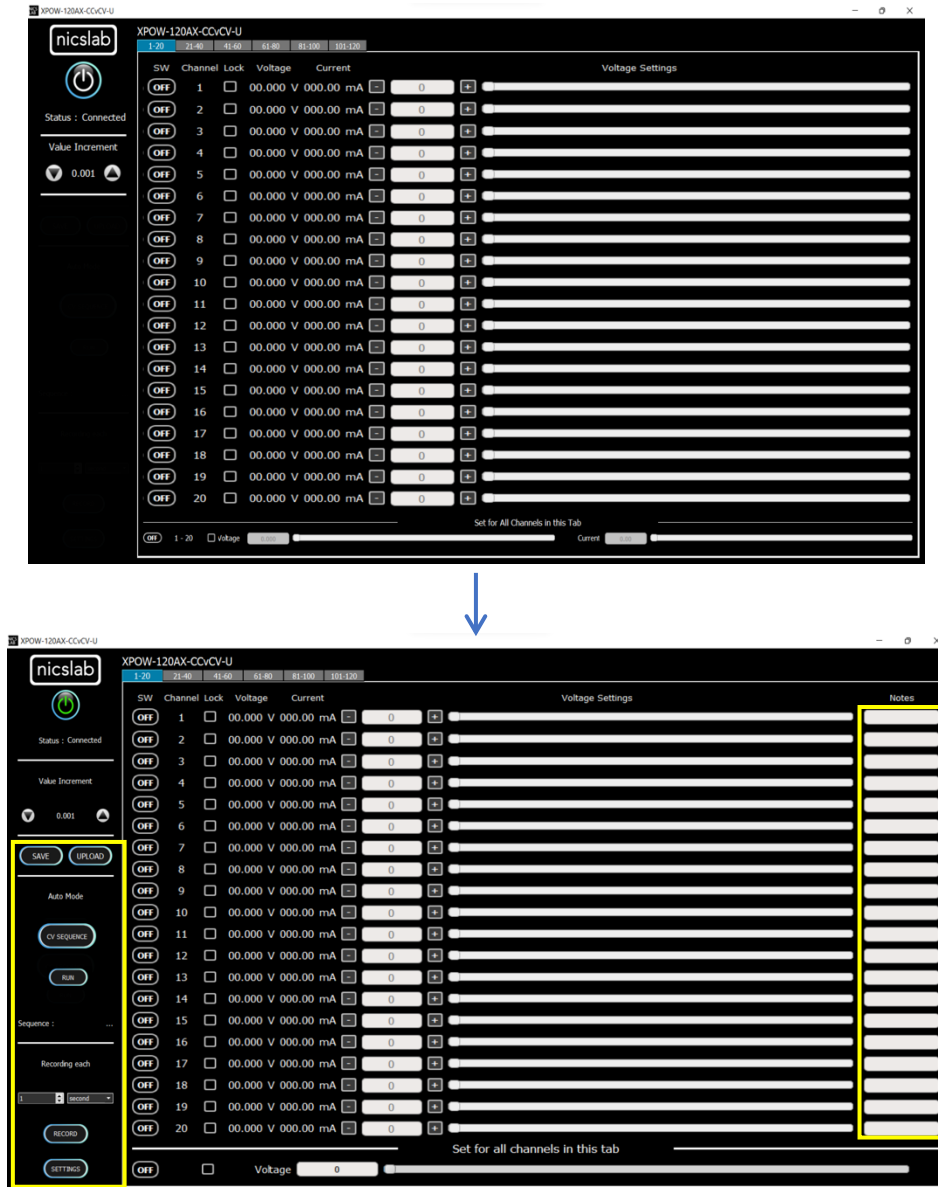 XPOW-120AX-CCvCV-U
nicslab
XPOW-120AX-CCvCV-U
1-20 21-40 41-60 61-80 81-100 101-120
SW Channel Lock Voltage Current Voltage Settings
Status : Connected
Value Increment
0.001
OFF 1 00.000 V 000.00 mA - 0 +
OFF 2 00.000 V 000.00 mA - 0 +
OFF 3 00.000 V 000.00 mA - 0 +
OFF 4 00.000 V 000.00 mA - 0 +
OFF 5 00.000 V 000.00 mA - 0 +
OFF 6 00.000 V 000.00 mA - 0 +
OFF 7 00.000 V 000.00 mA - 0 +
OFF 8 00.000 V 000.00 mA - 0 +
OFF 9 00.000 V 000.00 mA - 0 +
OFF 10 00.000 V 000.00 mA - 0 +
OFF 11 00.000 V 000.00 mA - 0 +
OFF 12 00.000 V 000.00 mA - 0 +
OFF 13 00.000 V 000.00 mA - 0 +
OFF 14 00.000 V 000.00 mA - 0 +
OFF 15 00.000 V 000.00 mA - 0 +
OFF 16 00.000 V 000.00 mA - 0 +
OFF 17 00.000 V 000.00 mA - 0 +
OFF 18 00.000 V 000.00 mA - 0 +
OFF 19 00.000 V 000.00 mA - 0 +
OFF 20 00.000 V 000.00 mA - 0 +
Set for All Channels in this Tab
OFF 1 - 20 Voltage Current
XPOW-120AX-CCvCV-U
nicslab
XPOW-120AX-CCvCV-U
1-20 21-40 41-60 61-80 81-100 101-120
SW Channel Lock Voltage Current Voltage Settings Notes
Status : Connected
Value Increment
0.001
SAVE UPLOAD
Auto Mode
CV SEQUENCE
RUN
Sequence : ...
Recording each
1 second
RECORD
SETTINGS
OFF 1 00.000 V 000.00 mA - 0 +
OFF 2 00.000 V 000.00 mA - 0 +
OFF 3 00.000 V 000.00 mA - 0 +
OFF 4 00.000 V 000.00 mA - 0 +
OFF 5 00.000 V 000.00 mA - 0 +
OFF 6 00.000 V 000.00 mA - 0 +
OFF 7 00.000 V 000.00 mA - 0 +
OFF 8 00.000 V 000.00 mA - 0 +
OFF 9 00.000 V 000.00 mA - 0 +
OFF 10 00.000 V 000.00 mA - 0 +
OFF 11 00.000 V 000.00 mA - 0 +
OFF 12 00.000 V 000.00 mA - 0 +
OFF 13 00.000 V 000.00 mA - 0 +
OFF 14 00.000 V 000.00 mA - 0 +
OFF 15 00.000 V 000.00 mA - 0 +
OFF 16 00.000 V 000.00 mA - 0 +
OFF 17 00.000 V 000.00 mA - 0 +
OFF 18 00.000 V 000.00 mA - 0 +
OFF 19 00.000 V 000.00 mA - 0 +
OFF 20 00.000 V 000.00 mA - 0 +
Set for all channels in this tab
OFF Voltage 0